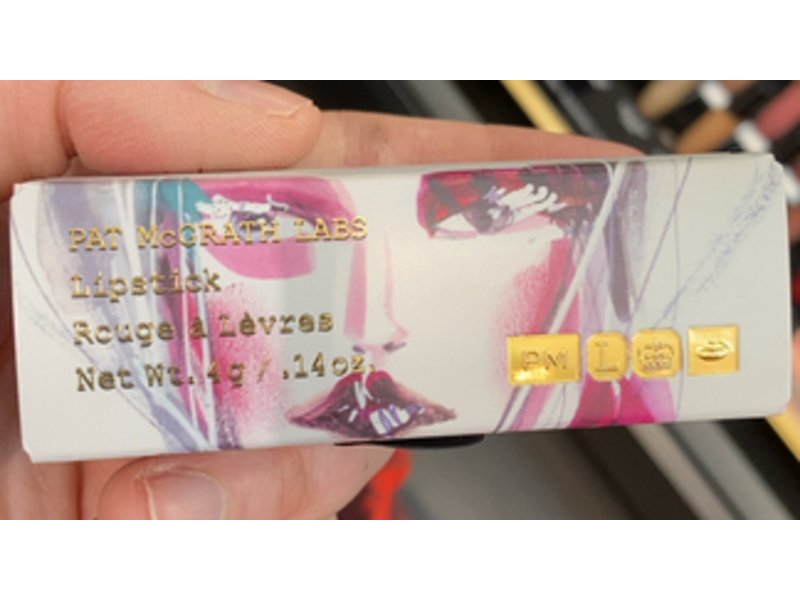 PAT McGRATH LABS
Lipstick
Rouge à Lèvres
Net Wt. 4g / .14oz.
PM L